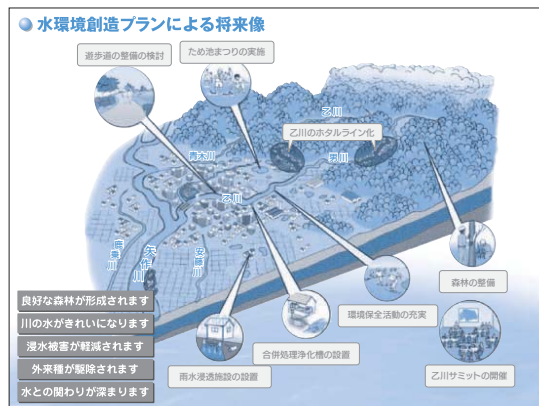 水環境創造プランによる将来像
遊歩道の整備の検討
ため池まつりの実施
乙川
乙川のホタルライン化
青木川
男川
乙川
鹿乗川
矢作川
安藤川
森林の整備
良好な森林が形成されます
川の水がきれいになります
環境保全活動の充実
浸水被害が軽減されます
合併処理浄化槽の設置
外来種が駆除されます
雨水浸透施設の設置
乙川サミットの開催
水との関わりが深まります